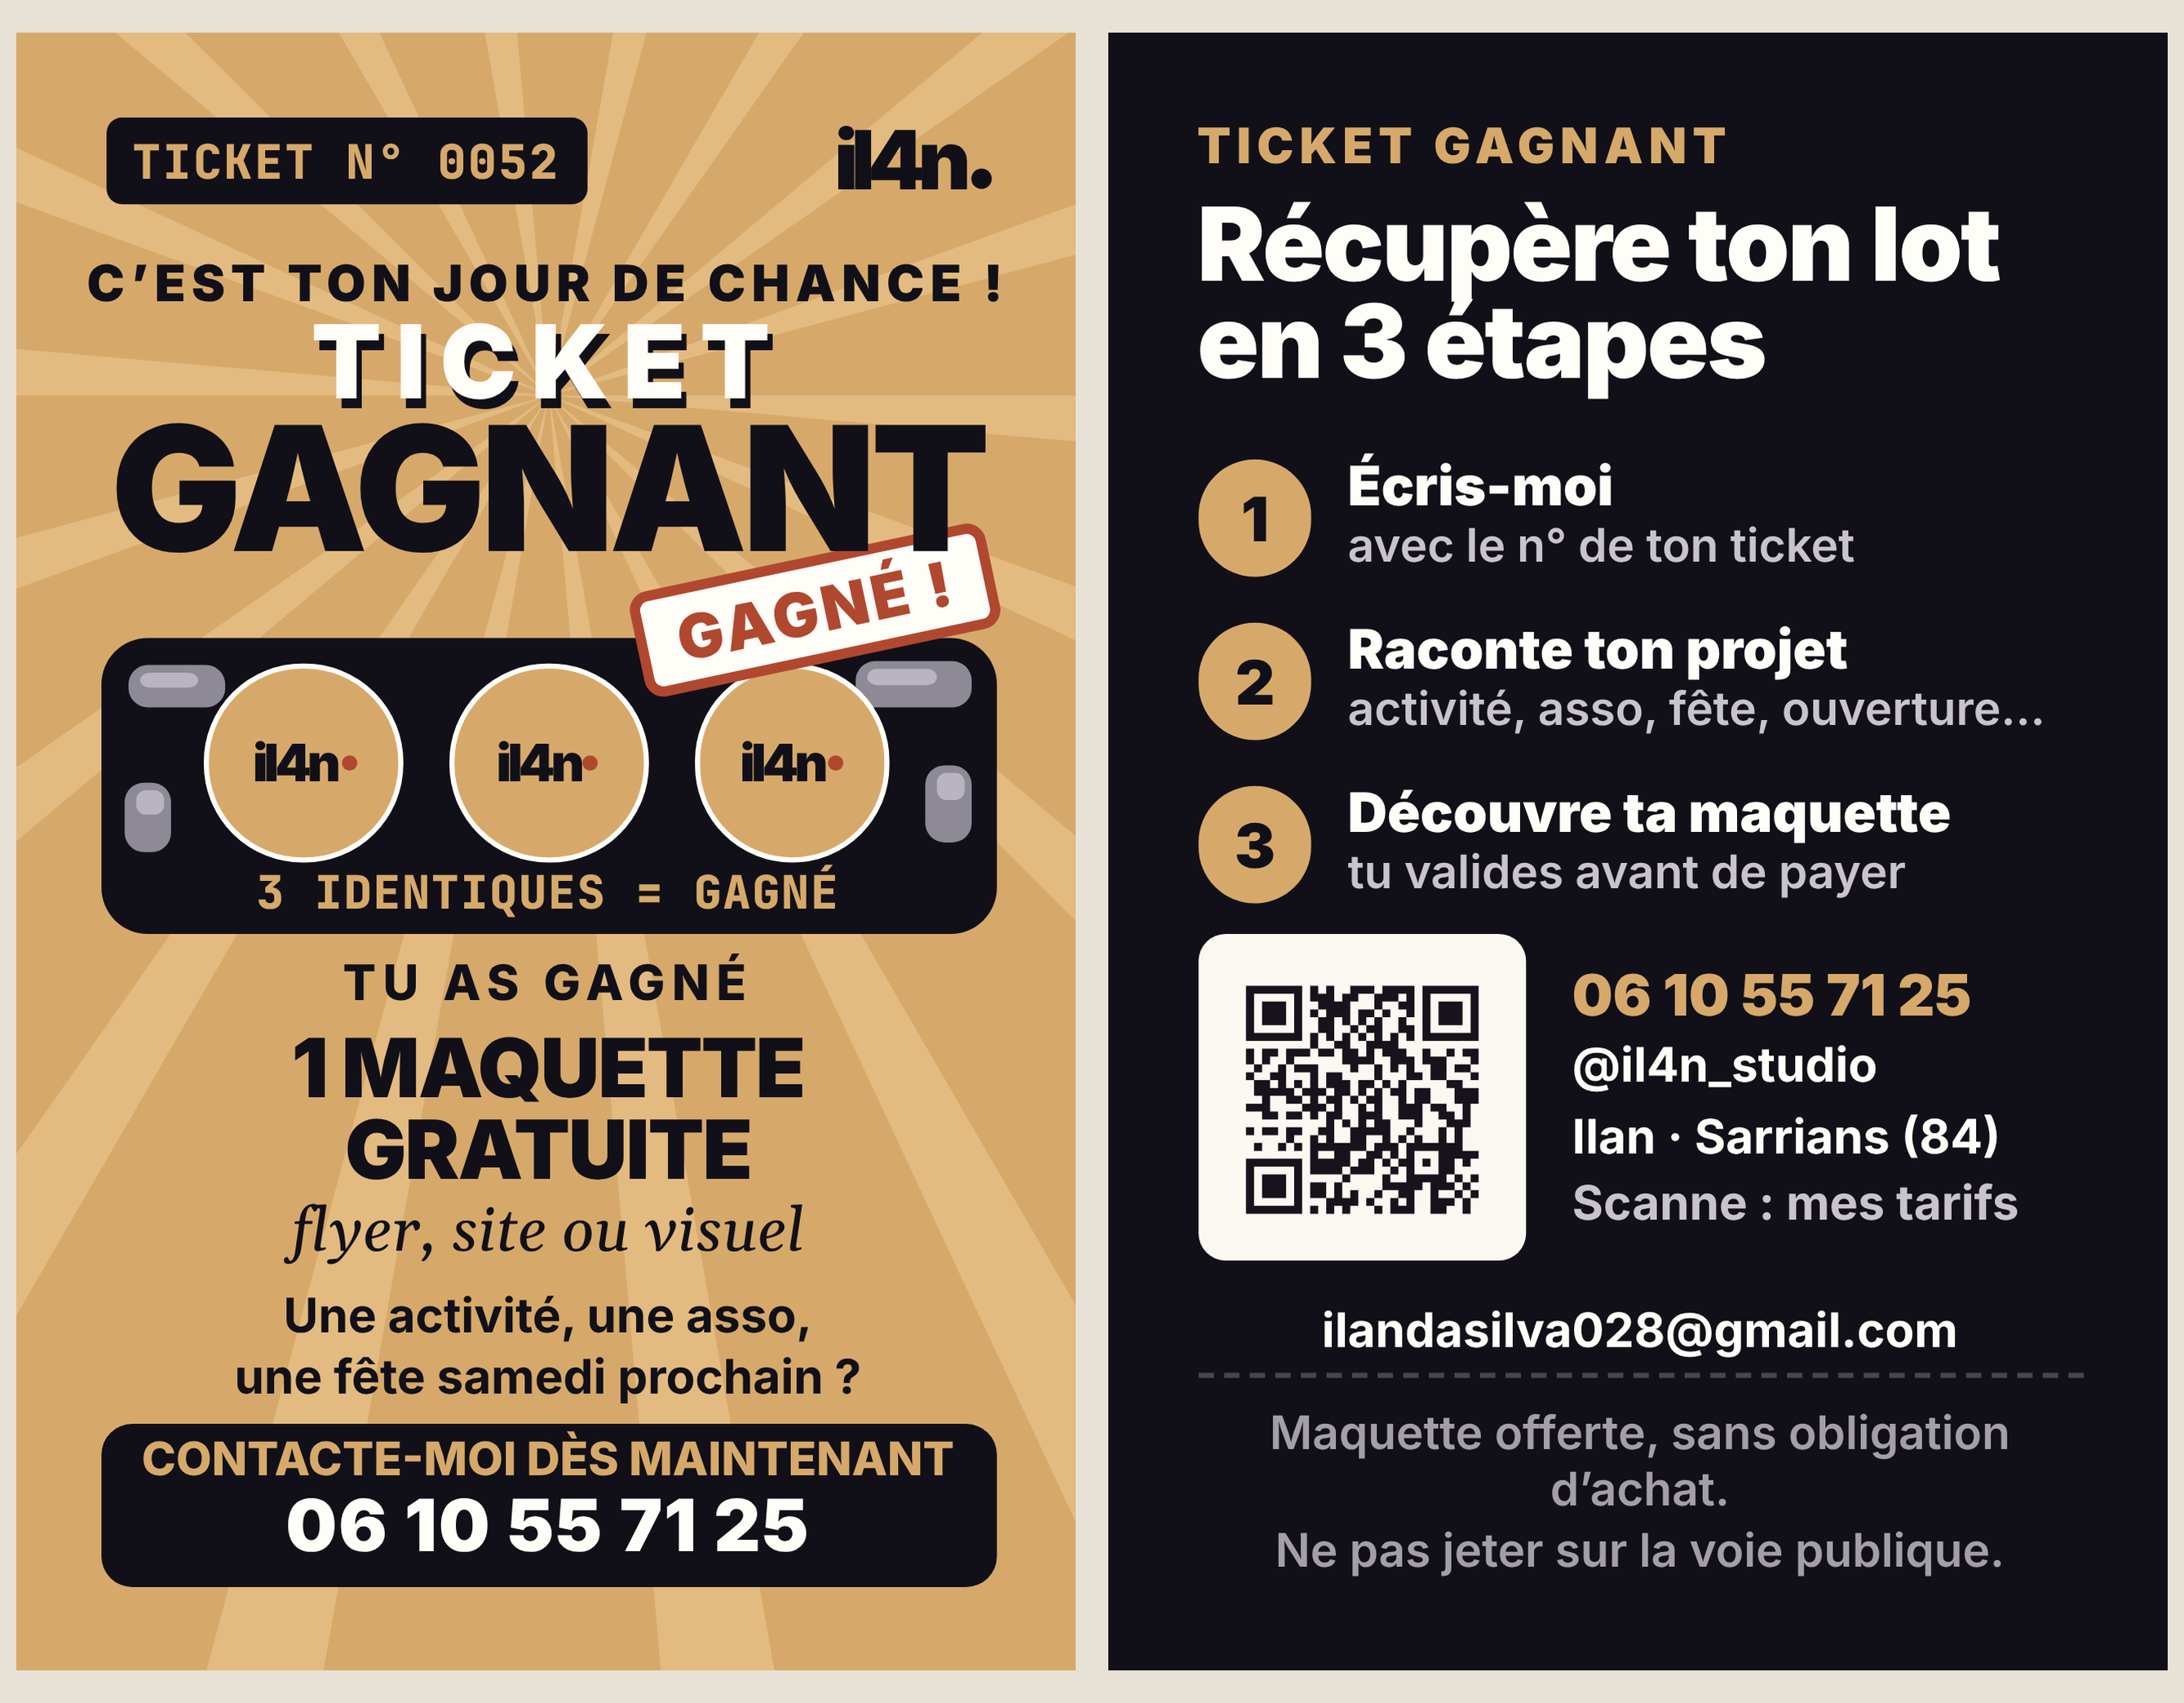 TICKET N° 0052
il4n.
C’EST TON JOUR DE CHANCE !
TICKET
GAGNANT
GAGNÉ !
il4n
il4n
il4n
3 IDENTIQUES = GAGNÉ
TU AS GAGNÉ
1 MAQUETTE
GRATUITE
flyer, site ou visuel
Une activité, une asso,
une fête samedi prochain ?
CONTACTE-MOI DÈS MAINTENANT
06 10 55 71 25
TICKET GAGNANT
Récupère ton lot
en 3 étapes
1
Écris-moi
avec le n° de ton ticket
2
Raconte ton projet
activité, asso, fête, ouverture...
3
Découvre ta maquette
tu valides avant de payer
06 10 55 71 25
@il4n_studio
Ilan · Sarrians (84)
Scanne : mes tarifs
ilandasilva028@gmail.com
Maquette offerte, sans obligation
d’achat.
Ne pas jeter sur la voie publique.